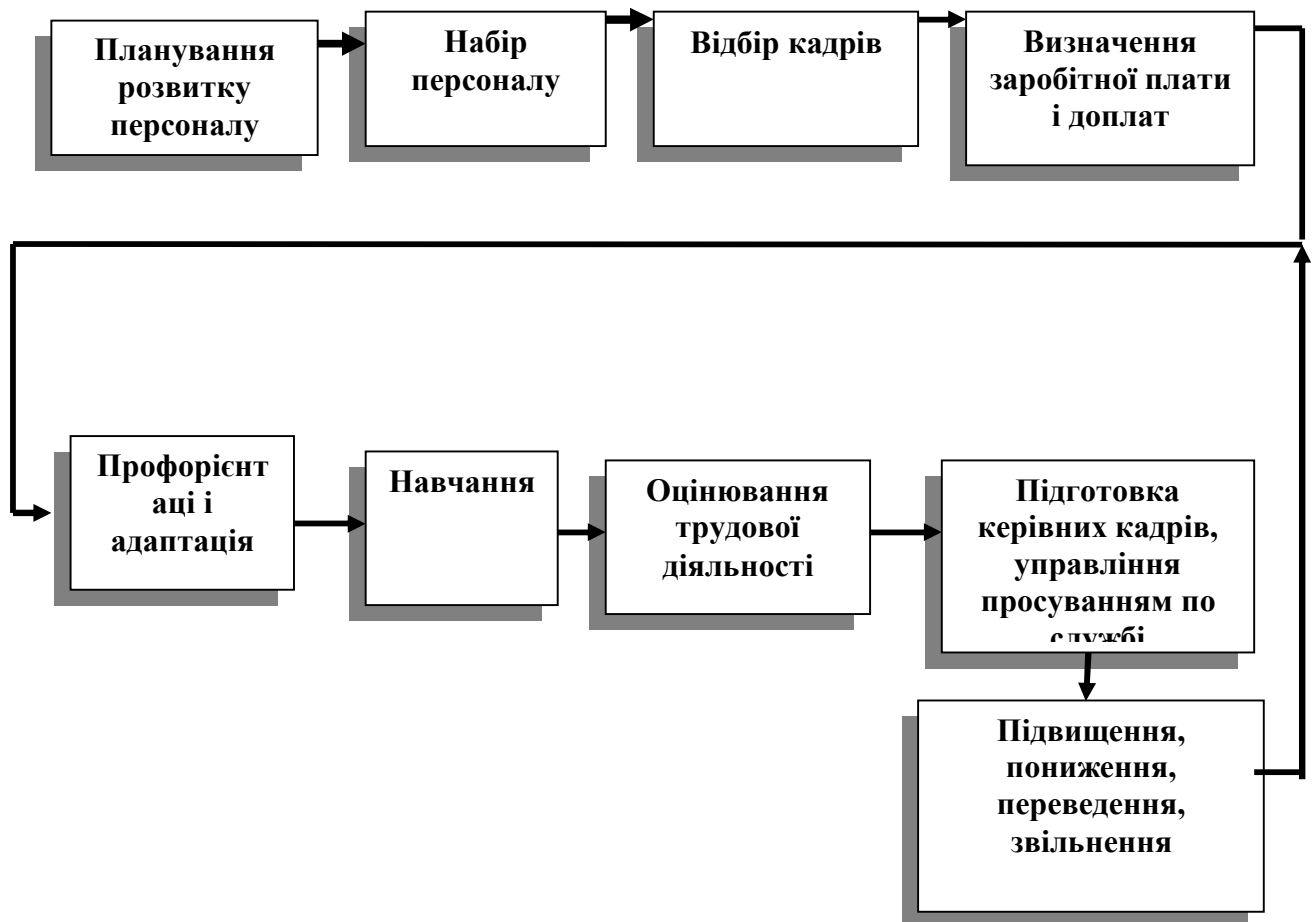 Планування
розвитку
персоналу
Набір
персоналу
Відбір кадрів
Визначення
заробітної плати
і доплат
Профорієнт
аці і
адаптація
Навчання
Оцінювання
трудової
діяльності
Підготовка
керівних кадрів,
управління
просуванням по
службі
Підвищення,
пониження,
переведення,
звільнення